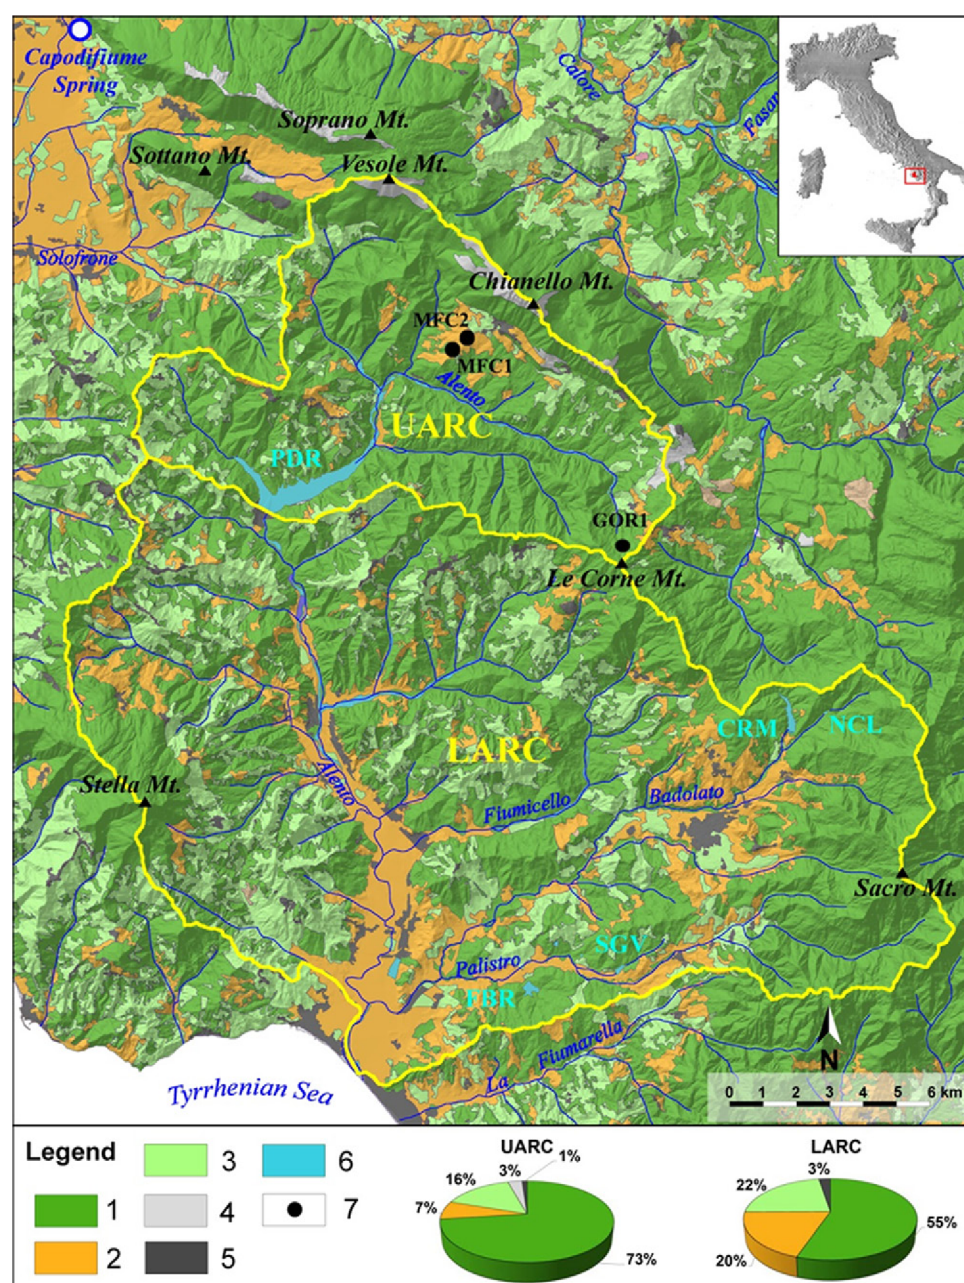 Capodifiume
Spring
Calore
Fasan
Soprano Mt.
Sottano Mt.
Vesole Mt.
Solofrone
Chianello Mt.
MFC2
MFC1
Alento
UARC
PDR
GOR1
Le Corne Mt.
CRM
NCL
LARC
Stella Mt.
Alento
Fiumicello
Badolato
Sacro Mt.
SGV
Palistro
FBR
Fiumarella
La
N
Tyrrhenian Sea
0 1 2 3 4 5 6 km
Legend
1
2
3
4
5
6
7
UARC
1%
3%
16%
7%
73%
LARC
3%
22%
55%
20%